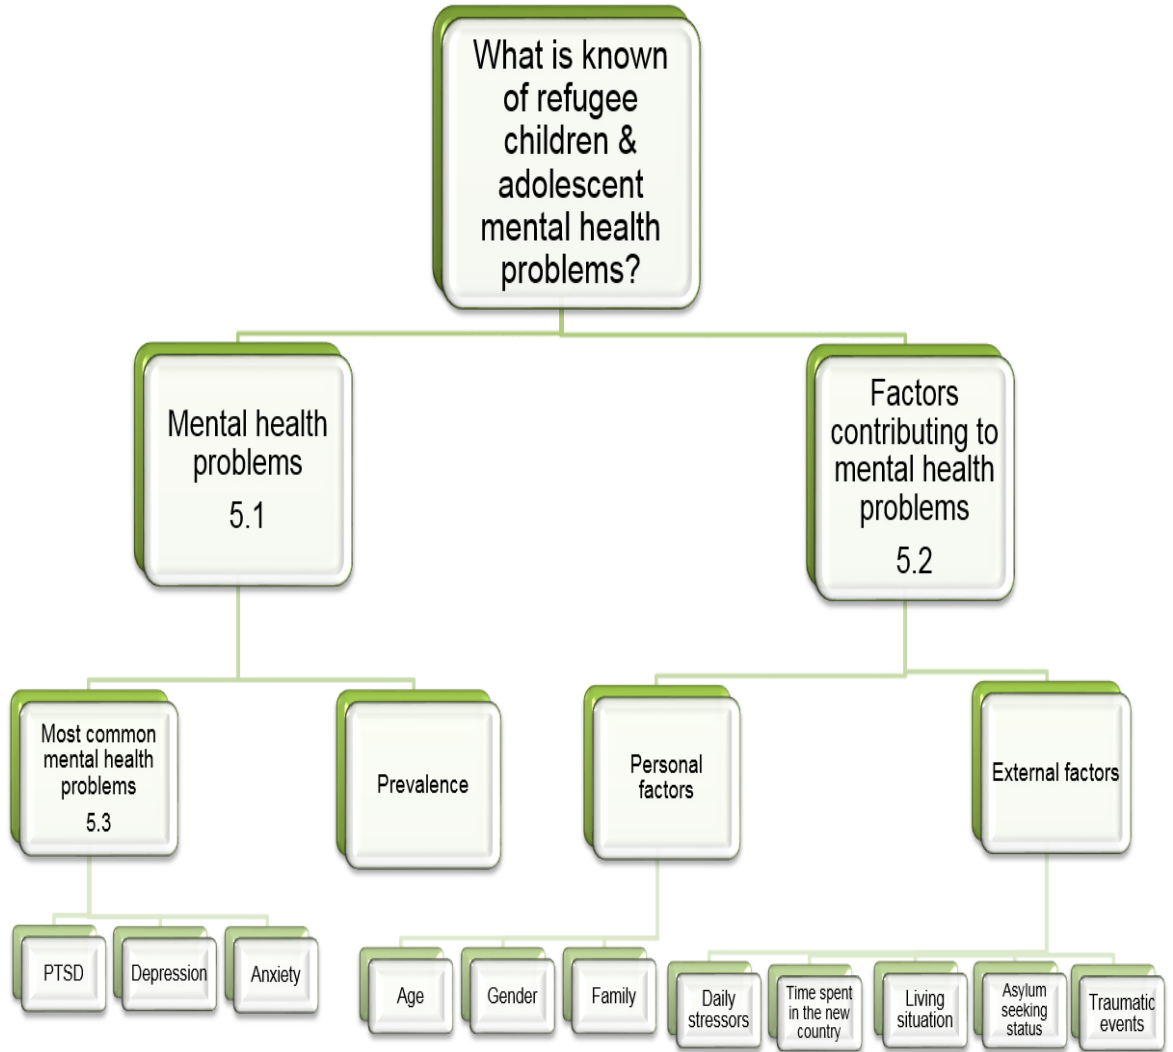 What is known
of refugee
children &
adolescent
mental health
problems?
Mental health
problems
5.1
Factors
contributing to
mental health
problems
5.2
Most common
mental health
problems
5.3
Prevalence
Personal
factors
External factors
PTSD
Depression
Anxiety
Age
Gender
Family
Daily
stressors
Time spent
in the new
country
Living
situation
Asylum
seeking
status
Traumatic
events